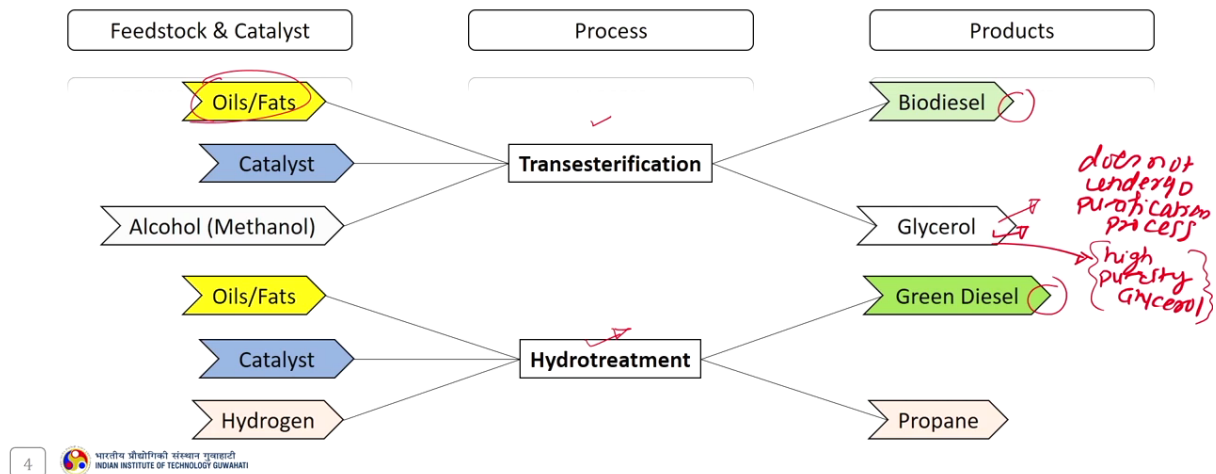 Feedstock & Catalyst
Process
Products
Oils/Fats
Catalyst
Alcohol (Methanol)
Transesterification
Biodiesel
Glycerol
does not
undergo
purification
process
high
purity
Glycerol
Oils/Fats
Catalyst
Hydrogen
Hydrotreatment
Green Diesel
Propane
4
भारतीय प्रौद्योगिकी संस्थान गुवाहाटी
INDIAN INSTITUTE OF TECHNOLOGY GUWAHATI